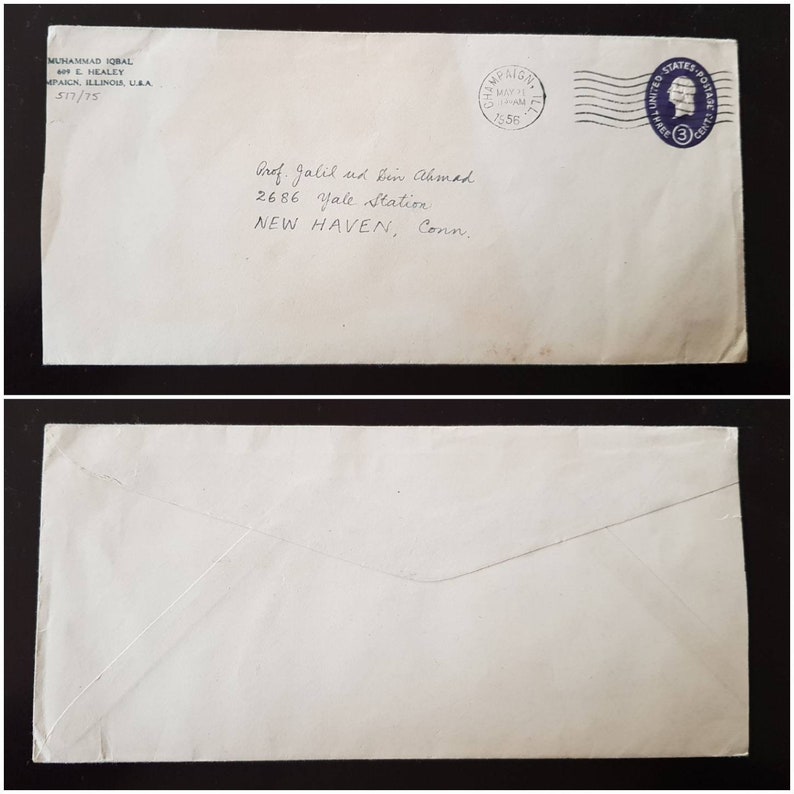 MUHAMMAD IQBAL
609 E. HEALEY
MPAIGN, ILLINOIS, U.S.A.
517/75
CHAMPAIGN, ILL.
MAY
AM
1956
UNITED STATES POSTAGE
THREE 3 CENTS
Prof. Jalil ud Din Ahmad
2686 Yale Station
NEW HAVEN, Conn.